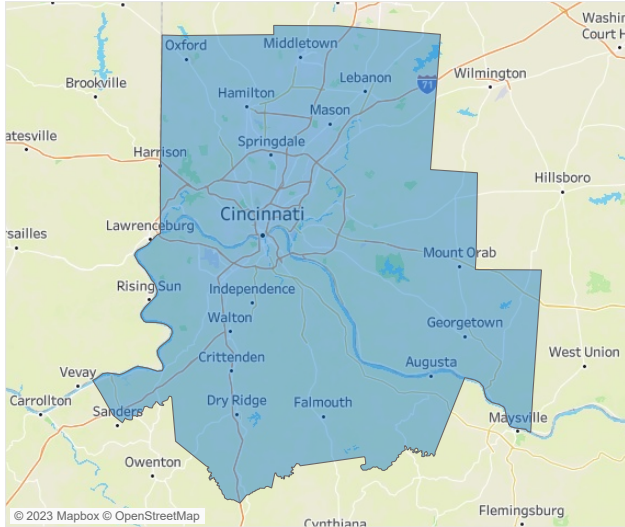 Washin
Court H
Oxford
Middletown
Brookville
Lebanon
Wilmington
71
Hamilton
Mason
atesville
Springdale
Harrison
Hillsboro
Cincinnati
Lawrenceburg
rsailles
Mount Orab
Rising Sun
Independence
Walton
Georgetown
Crittenden
Augusta
West Union
Vevay
Carrollton
Sanders
Dry Ridge
Falmouth
Maysville
Owenton
Flemingsburg
Cynthiana
© 2023 Mapbox © OpenStreetMap